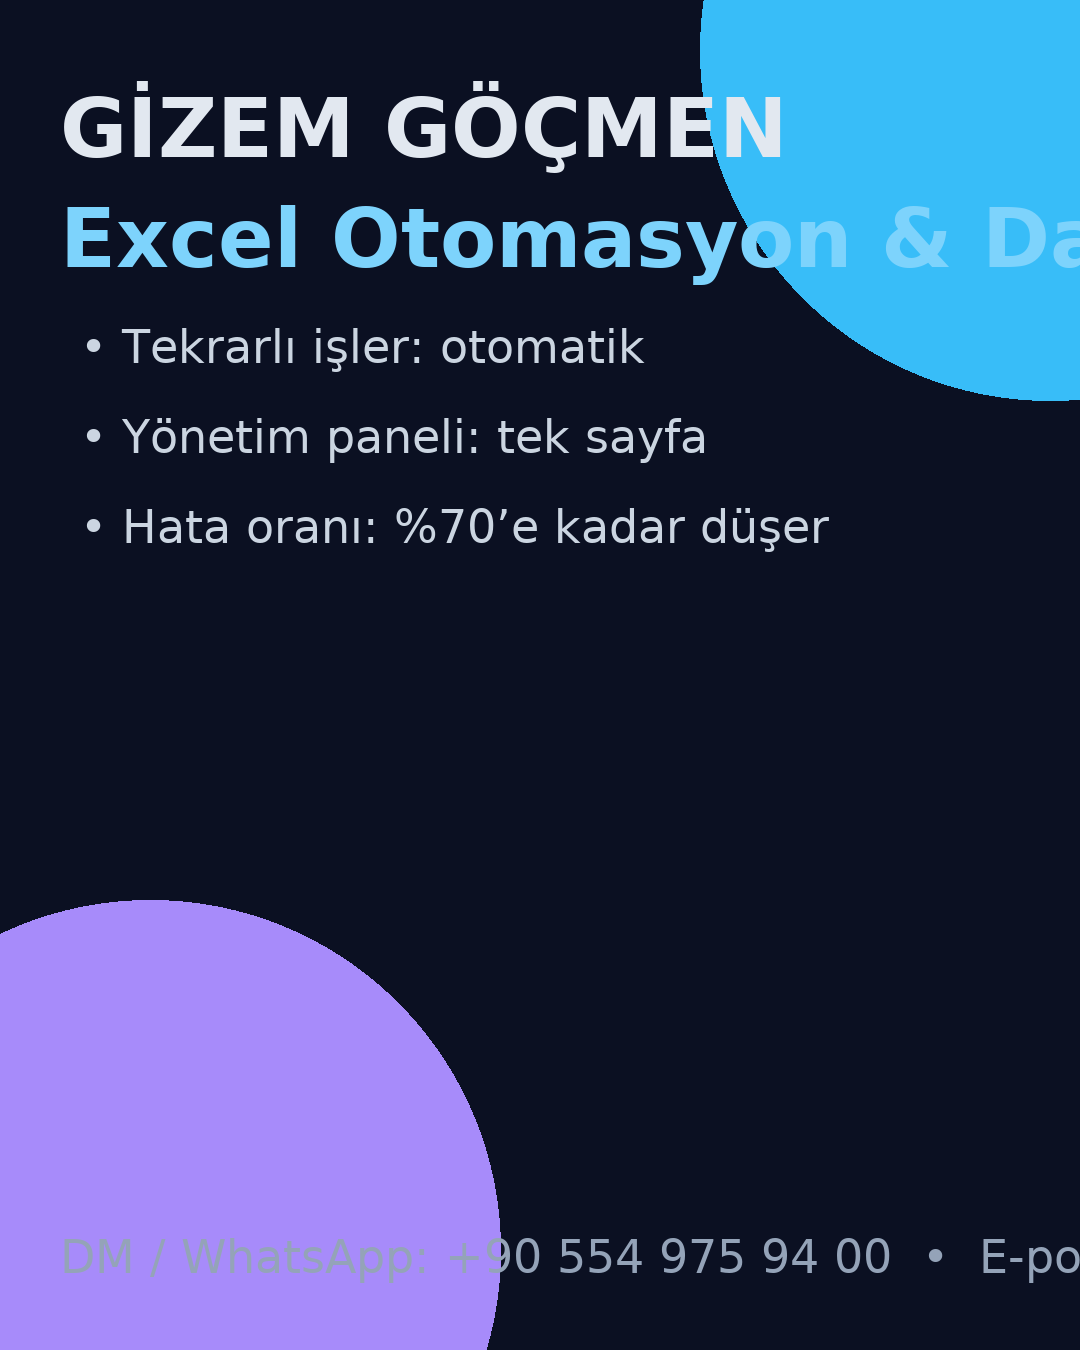 GİZEM GÖÇMEN
Excel Otomasyon & Da
• Tekrarlı işler: otomatik
• Yönetim paneli: tek sayfa
• Hata oranı: %70’e kadar düşer
DM / WhatsApp: +90 554 975 94 00 • E-po